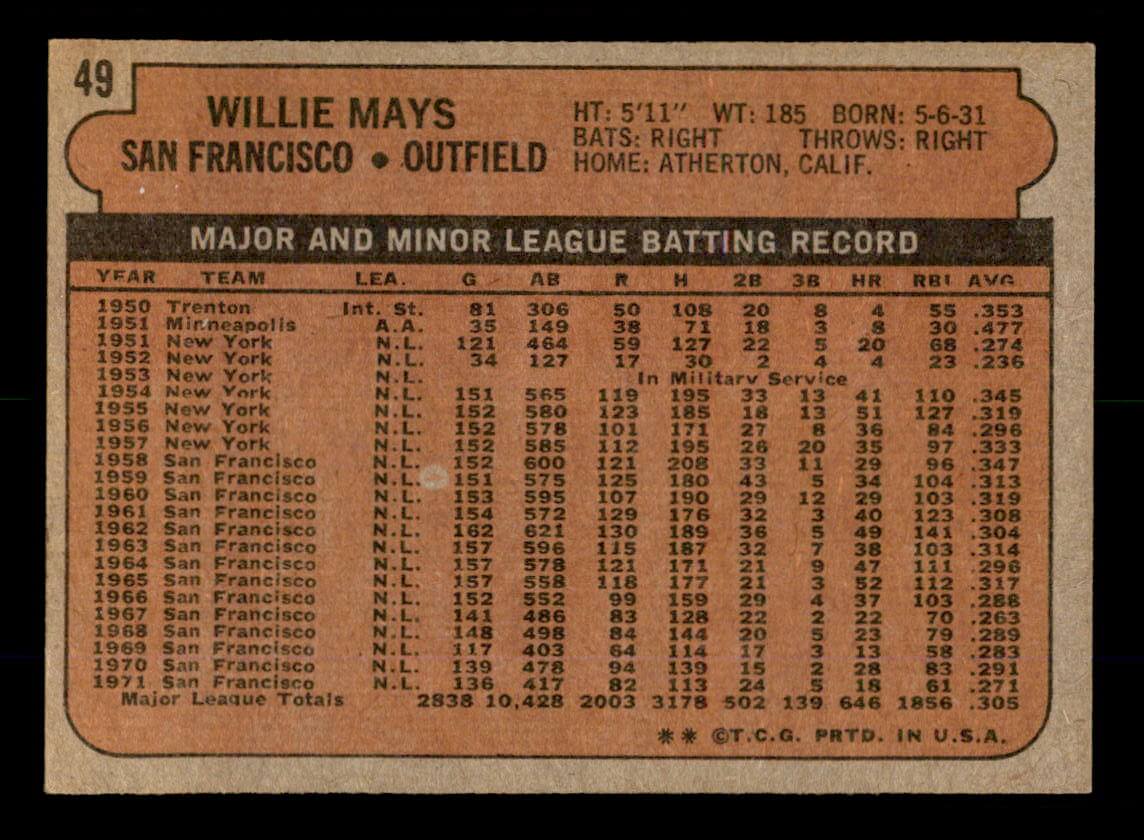 49
WILLIE MAYS
SAN FRANCISCO • OUTFIELD
HT: 5'11" WT: 185 BORN: 5-6-31
BATS: RIGHT THROWS: RIGHT
HOME: ATHERTON, CALIF.
MAJOR AND MINOR LEAGUE BATTING RECORD
YEAR TEAM LEA. G AB R H 2B 3B HR RBI AVG
1950 Trenton Int. St. 81 306 50 108 20 8 4 55 .353
1951 Minneapolis A.A. 35 149 38 71 18 3 8 30 .477
1951 New York N.L. 121 464 59 127 22 5 20 68 .274
1952 New York N.L. 34 127 17 30 2 4 4 23 .236
1953 New York N.L. In Military Service
1954 New York N.L. 151 565 119 195 33 13 41 110 .345
1955 New York N.L. 152 580 123 185 18 13 51 127 .319
1956 New York N.L. 152 578 101 171 27 8 36 84 .296
1957 New York N.L. 152 585 112 195 26 20 35 97 .333
1958 San Francisco N.L. 152 600 121 208 33 11 29 96 .347
1959 San Francisco N.L. 151 575 125 180 43 5 34 104 .313
1960 San Francisco N.L. 153 595 107 190 29 12 29 103 .319
1961 San Francisco N.L. 154 572 129 176 32 3 40 123 .308
1962 San Francisco N.L. 162 621 130 189 36 5 49 141 .304
1963 San Francisco N.L. 157 596 115 187 32 7 38 103 .314
1964 San Francisco N.L. 157 578 121 171 21 9 47 111 .296
1965 San Francisco N.L. 157 558 118 177 21 3 52 112 .317
1966 San Francisco N.L. 152 552 99 159 29 4 37 103 .288
1967 San Francisco N.L. 141 486 83 128 22 2 22 70 .263
1968 San Francisco N.L. 148 498 84 144 20 5 23 79 .289
1969 San Francisco N.L. 117 403 64 114 17 3 13 58 .283
1970 San Francisco N.L. 139 478 94 139 15 2 28 83 .291
1971 San Francisco N.L. 136 417 82 113 24 5 18 61 .271
Major League Totals 2838 10,428 2003 3178 502 139 646 1856 .305
** ©T.C.G. PRTD. IN U.S.A.